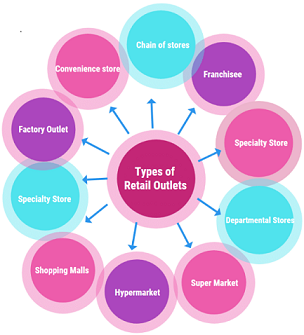 Chain of stores
Convenience store
Franchisee
Factory Outlet
Specialty Store
Types of
Retail Outlets
Specialty Store
Departmental Stores
Shopping Malls
Super Market
Hypermarket